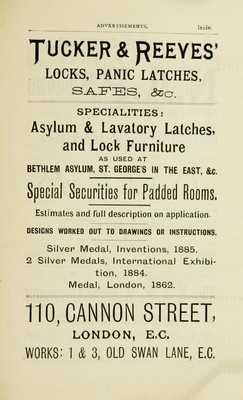 ADVERTISEMENTS.
TUCKER & REEVES'
LOCKS, PANIC LATCHES,
SAFES, &c.
SPECIALITIES:
Asylum & Lavatory Latches,
and Lock Furniture
AS USED AT
BETHLEM ASYLUM, ST. GEORGE'S IN THE EAST, &c.
Special Securities for Padded Rooms.
Estimates and full description on application.
DESIGNS WORKED OUT TO DRAWINGS OR INSTRUCTIONS.
Silver Medal, Inventions, 1885.
2 Silver Medals, International Exhibi-
tion, 1884.
Medal, London, 1862.
110, CANNON STREET,
LONDON, E.C.
WORKS: 1 & 3, OLD SWAN LANE, E.C.